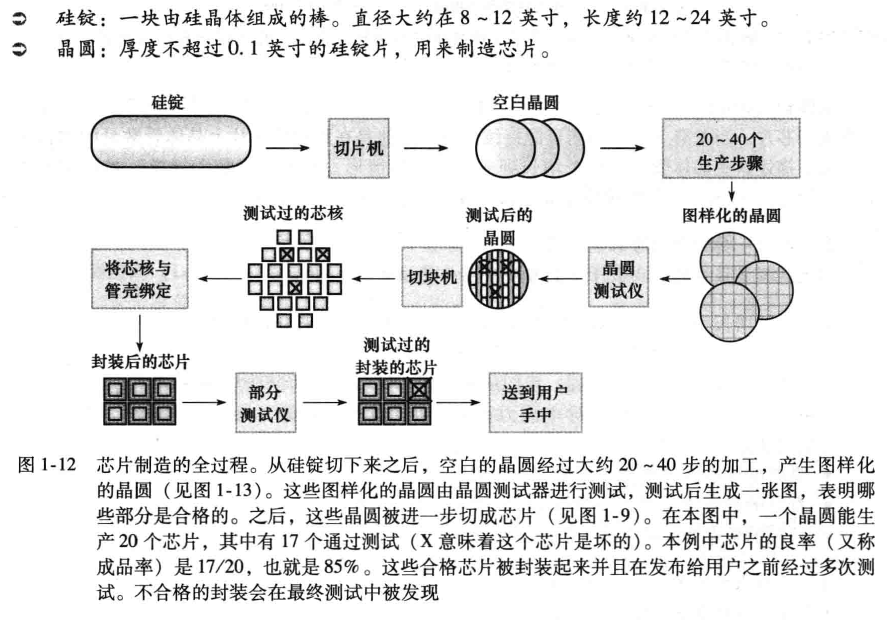 ➲ 硅锭：一块由硅晶体组成的棒。直径大约在8~12英寸，长度约12~24英寸。
➲ 晶圆：厚度不超过0.1英寸的硅锭片，用来制造芯片。
硅锭
空白晶圆
切片机
20~40个
生产步骤
测试过的芯核
测试后的
晶圆
图样化的晶圆
将芯核与
管壳绑定
切块机
晶圆
测试仪
封装后的芯片
测试过的
封装的芯片
部分
测试仪
送到用户
手中
图1-12 芯片制造的全过程。从硅锭切下来之后，空白的晶圆经过大约20~40步的加工，产生图样化
的晶圆（见图1-13）。这些图样化的晶圆由晶圆测试器进行测试，测试后生成一张图，表明哪
些部分是合格的。之后，这些晶圆被进一步切成芯片（见图1-9）。在本图中，一个晶圆能生
产20个芯片，其中有17个通过测试（X意味着这个芯片是坏的）。本例中芯片的良率（又称
成品率）是17/20，也就是85%。这些合格芯片被封装起来并且在发布给用户之前经过多次测
试。不合格的封装会在最终测试中被发现